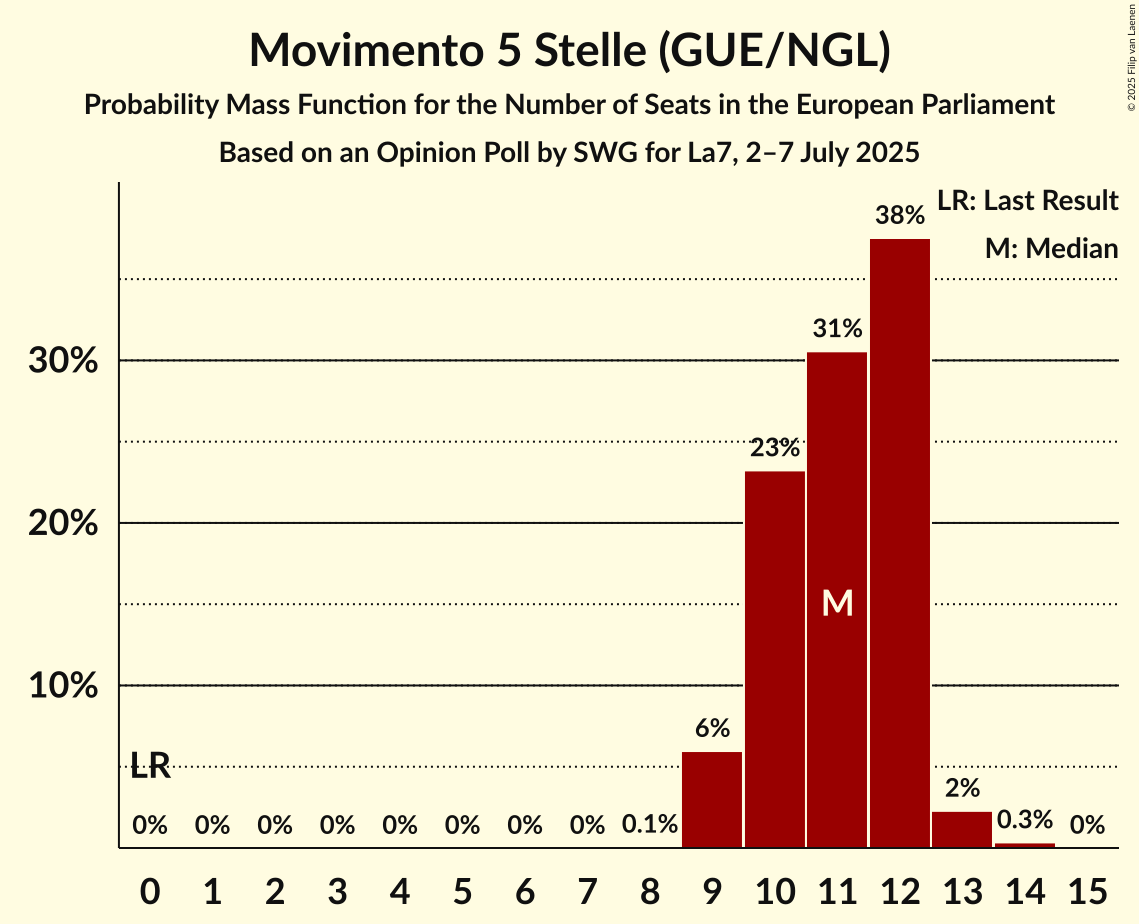 Movimento 5 Stelle (GUE/NGL)
Probability Mass Function for the Number of Seats in the European Parliament
Based on an Opinion Poll by SWG for La7, 2–7 July 2025
© 2025 Filip van Laenen
LR: Last Result
M: Median
38%
31%
30%
23%
20%
M
10%
6%
LR
2%
0% 0% 0% 0% 0% 0% 0% 0% 0.1% 0.3% 0%
0 1 2 3 4 5 6 7 8 9 10 11 12 13 14 15